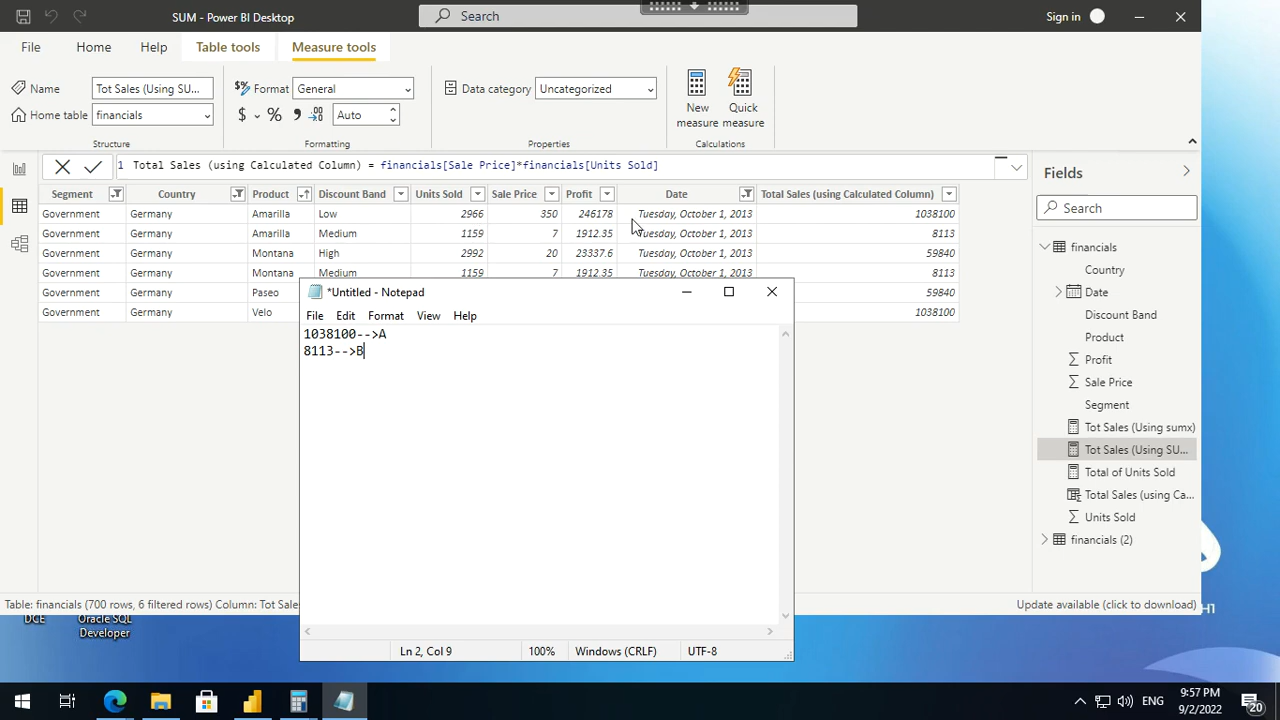 SUM - Power BI Desktop
Search
Sign in
File
Home
Help
Table tools
Measure tools
Name
Tot Sales (Using SU...
Home table
financials
Structure
$% Format
General
$ % , .00
Auto
Formatting
Data category
Uncategorized
Properties
New measure
Quick measure
Calculations
1 Total Sales (using Calculated Column) = financials[Sale Price]*financials[Units Sold]
Segment Country Product Discount Band Units Sold Sale Price Profit Date Total Sales (using Calculated Column)
Government Germany Amarilla Low 2966 350 246178 Tuesday, October 1, 2013 1038100
Government Germany Amarilla Medium 1159 7 1912.35 Tuesday, October 1, 2013 8113
Government Germany Montana High 2992 20 23337.6 Tuesday, October 1, 2013 59840
Government Germany Montana Medium 1159 7 1912.35 Tuesday, October 1, 2013 8113
Government Germany Paseo 59840
Government Germany Velo 1038100
*Untitled - Notepad
File Edit Format View Help
1038100-->A
8113-->B
Ln 2, Col 9 100% Windows (CRLF) UTF-8
Fields
Search
financials
Country
Date
Discount Band
Product
Profit
Sale Price
Segment
Tot Sales (Using sumx)
Tot Sales (Using SU...
Total of Units Sold
Total Sales (using Ca...
Units Sold
financials (2)
Table: financials (700 rows, 6 filtered rows) Column: Tot Sales
Update available (click to download)
DCE
Oracle SQL Developer
H1
ENG
9:57 PM
9/2/2022
20